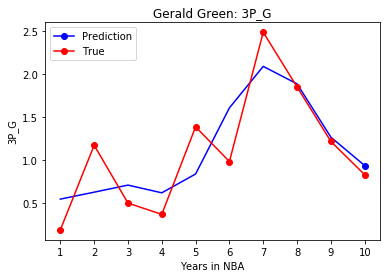 Gerald Green: 3P_G
Prediction
True
2.5
2.0
1.5
1.0
0.5
3P_G
1 2 3 4 5 6 7 8 9 10
Years in NBA